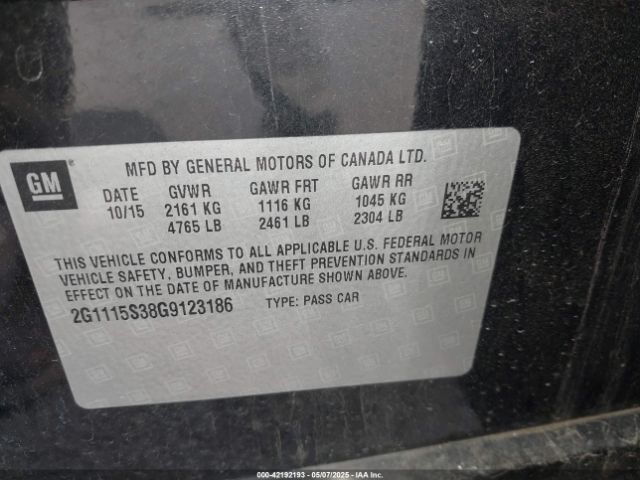 MFD BY GENERAL MOTORS OF CANADA LTD.
GM
DATE GVWR GAWR FRT GAWR RR
10/15 2161 KG 1116 KG 1045 KG
4765 LB 2461 LB 2304 LB
THIS VEHICLE CONFORMS TO ALL APPLICABLE U.S. FEDERAL MOTOR
VEHICLE SAFETY, BUMPER, AND THEFT PREVENTION STANDARDS IN
EFFECT ON THE DATE OF MANUFACTURE SHOWN ABOVE.
2G1115S38G9123186 TYPE: PASS CAR
000-42192193 - 05/07/2025 - IAA Inc.